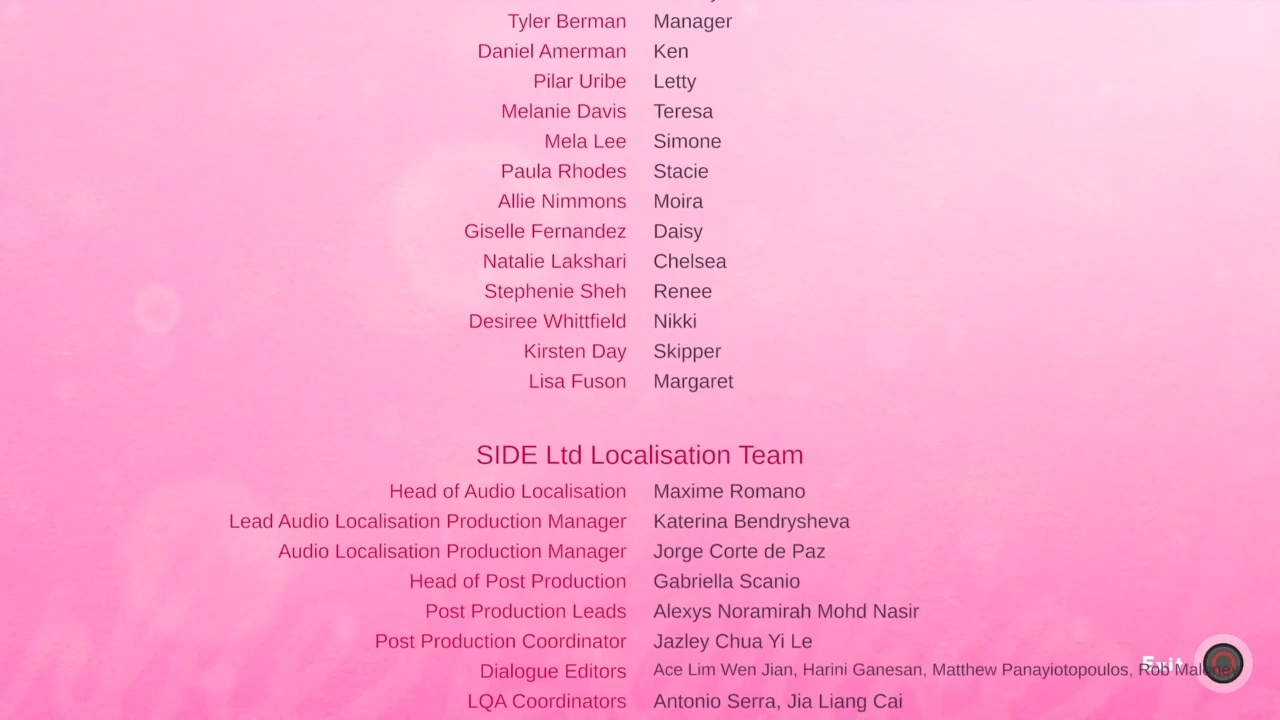 Tyler Berman Manager
Daniel Amerman Ken
Pilar Uribe Letty
Melanie Davis Teresa
Mela Lee Simone
Paula Rhodes Stacie
Allie Nimmons Moira
Giselle Fernandez Daisy
Natalie Lakshari Chelsea
Stephenie Sheh Renee
Desiree Whittfield Nikki
Kirsten Day Skipper
Lisa Fuson Margaret
SIDE Ltd Localisation Team
Head of Audio Localisation Maxime Romano
Lead Audio Localisation Production Manager Katerina Bendrysheva
Audio Localisation Production Manager Jorge Corte de Paz
Head of Post Production Gabriella Scanio
Post Production Leads Alexys Noramirah Mohd Nasir
Post Production Coordinator Jazley Chua Yi Le
Dialogue Editors Ace Lim Wen Jian, Harini Ganesan, Matthew Panayiotopoulos, Rob Maloney
Exit
LQA Coordinators Antonio Serra, Jia Liang Cai